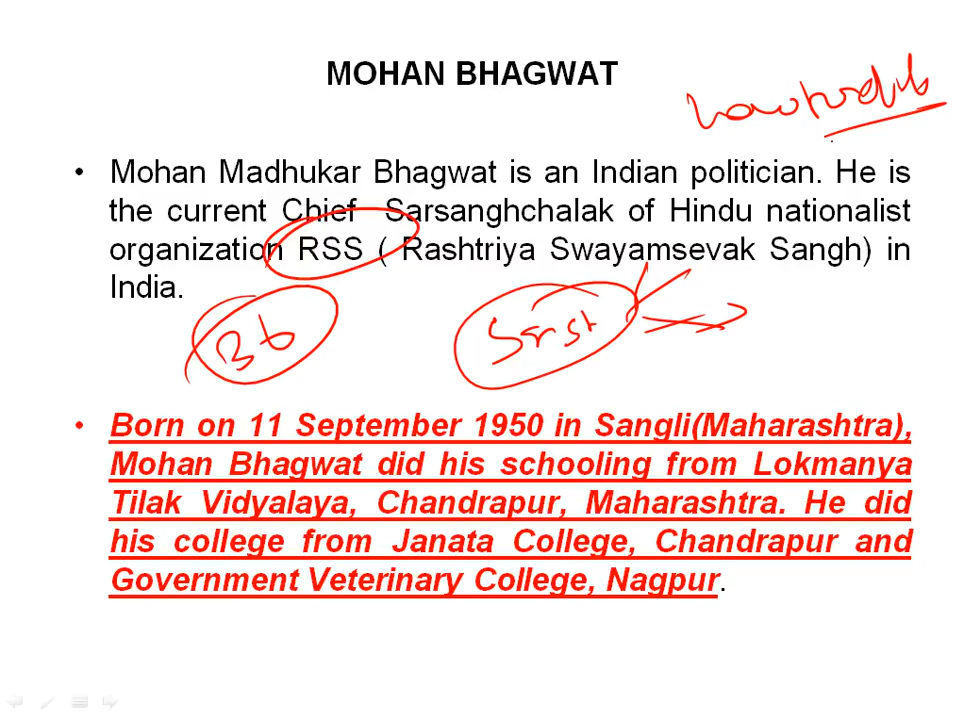 MOHAN BHAGWAT
• Mohan Madhukar Bhagwat is an Indian politician. He is
the current Chief Sarsanghchalak of Hindu nationalist
organization RSS ( Rashtriya Swayamsevak Sangh) in
India.
• Born on 11 September 1950 in Sangli(Maharashtra),
Mohan Bhagwat did his schooling from Lokmanya
Tilak Vidyalaya, Chandrapur, Maharashtra. He did
his college from Janata College, Chandrapur and
Government Veterinary College, Nagpur.